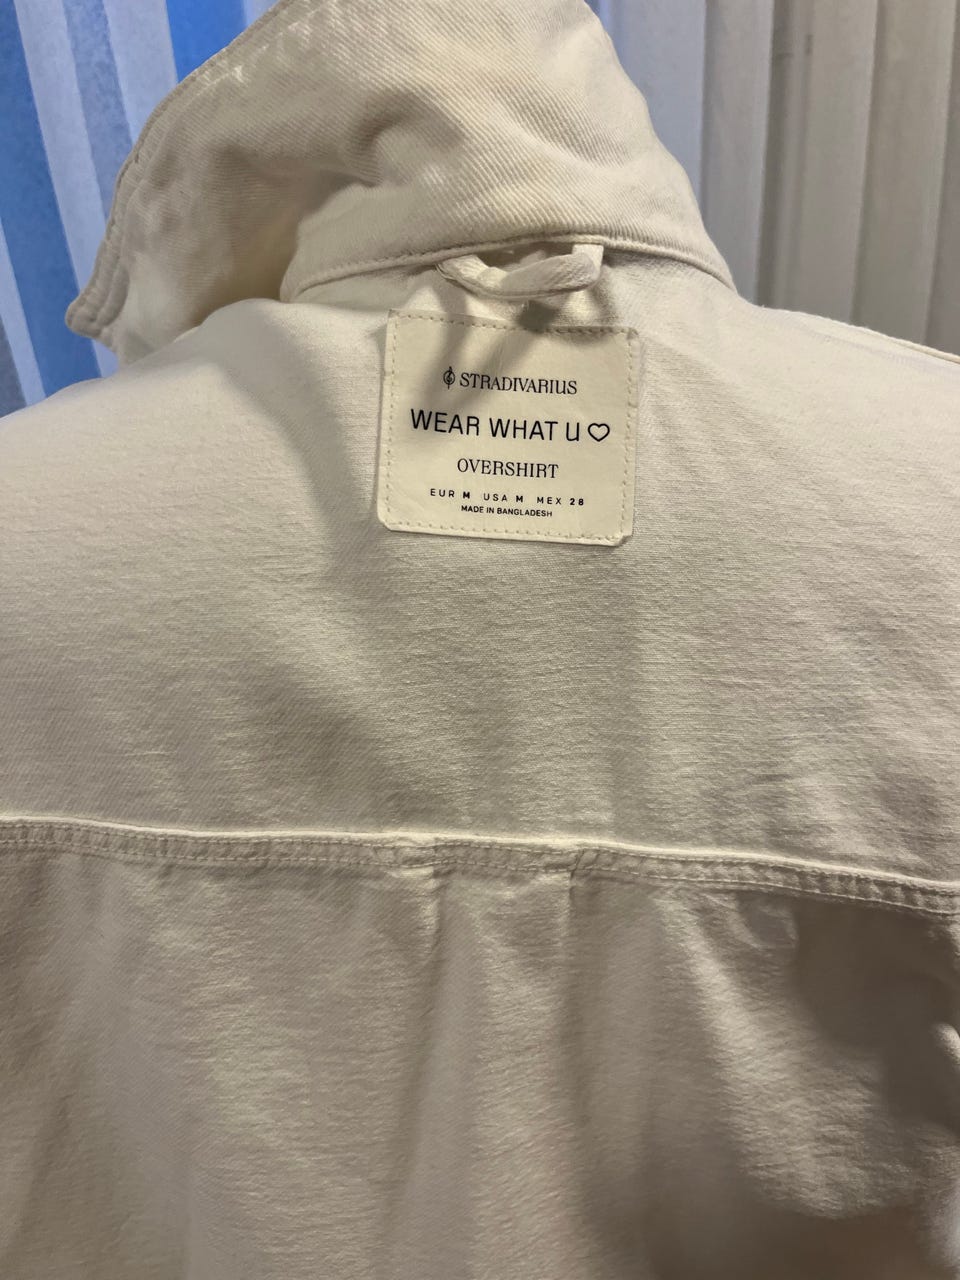 STRADIVARIUS
WEAR WHAT U ♡
OVERSHIRT
EUR M USA M MEX 28
MADE IN BANGLADESH